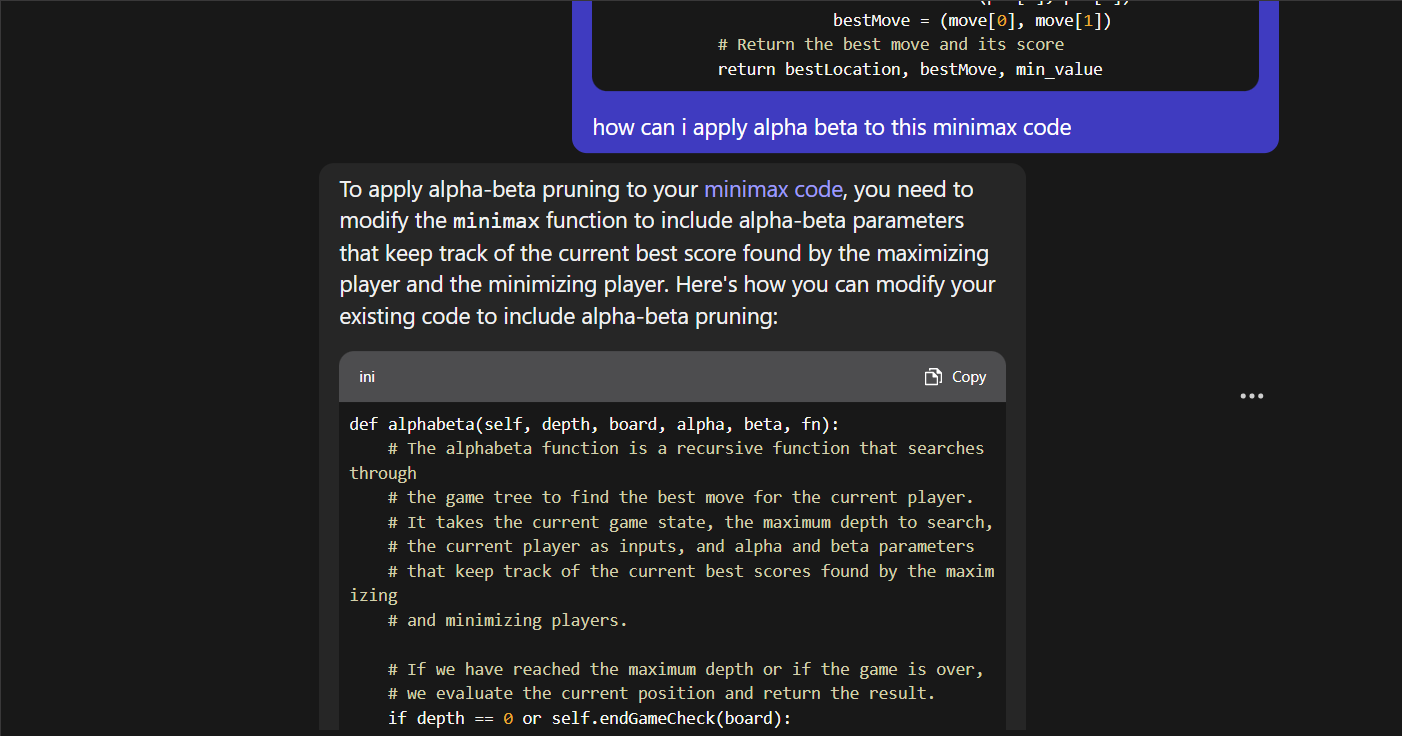 bestMove = (move[0], move[1])
# Return the best move and its score
return bestLocation, bestMove, min_value
how can i apply alpha beta to this minimax code
To apply alpha-beta pruning to your minimax code, you need to
modify the minimax function to include alpha-beta parameters
that keep track of the current best score found by the maximizing
player and the minimizing player. Here's how you can modify your
existing code to include alpha-beta pruning:
ini
Copy
def alphabeta(self, depth, board, alpha, beta, fn):
# The alphabeta function is a recursive function that searches
through
# the game tree to find the best move for the current player.
# It takes the current game state, the maximum depth to search,
# the current player as inputs, and alpha and beta parameters
# that keep track of the current best scores found by the maxim
izing
# and minimizing players.
# If we have reached the maximum depth or if the game is over,
# we evaluate the current position and return the result.
if depth == 0 or self.endGameCheck(board):